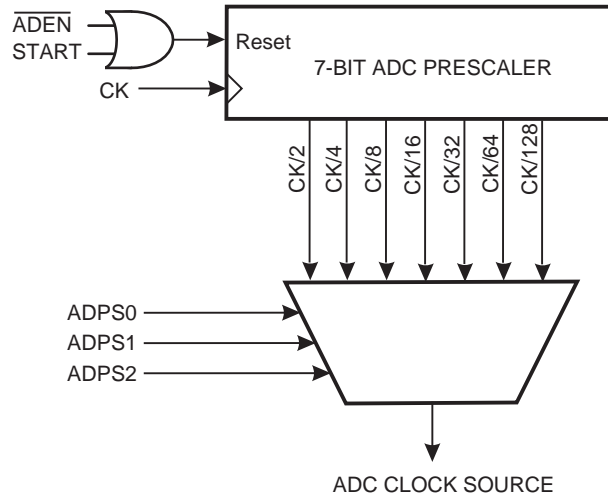 ADEN
START
Reset
7-BIT ADC PRESCALER
CK
CK/2
CK/4
CK/8
CK/16
CK/32
CK/64
CK/128
ADPS0
ADPS1
ADPS2
ADC CLOCK SOURCE